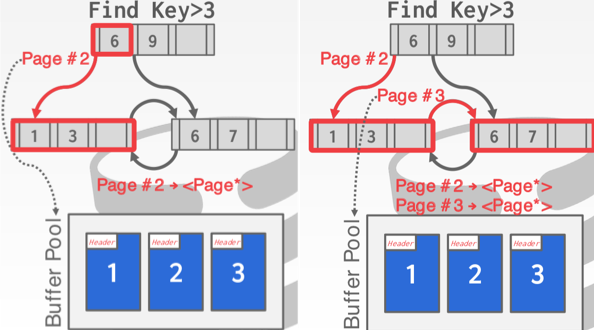 Find Key>3
6 9
Page #2
1 3
6 7
Page #2 → <Page*>
Buffer Pool
Header Header Header
1 2 3
Find Key>3
6 9
Page #2
Page #3
1 3
6 7
Page #2 → <Page*>
Page #3 → <Page*>
Buffer Pool
Header Header Header
1 2 3